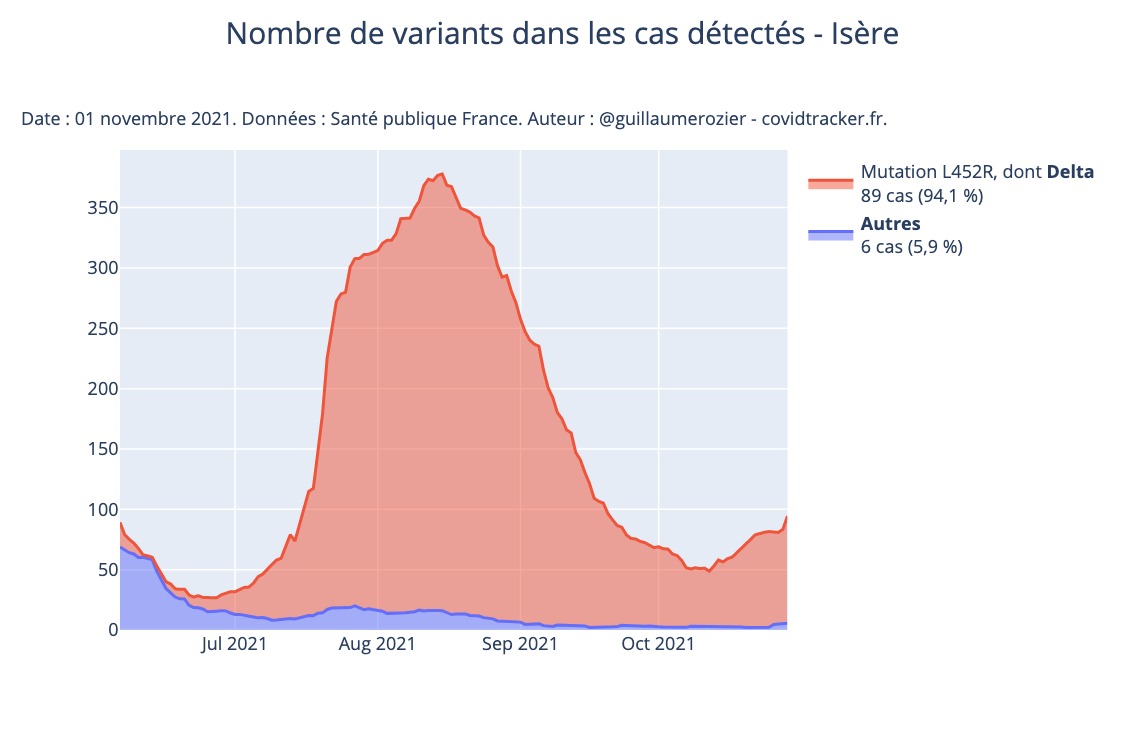 Nombre de variants dans les cas détectés - Isère
Date : 01 novembre 2021. Données : Santé publique France. Auteur : @guillaumerozier - covidtracker.fr.
Mutation L452R, dont Delta
89 cas (94,1 %)
Autres
6 cas (5,9 %)
350
300
250
200
150
100
50
0
Jul 2021
Aug 2021
Sep 2021
Oct 2021